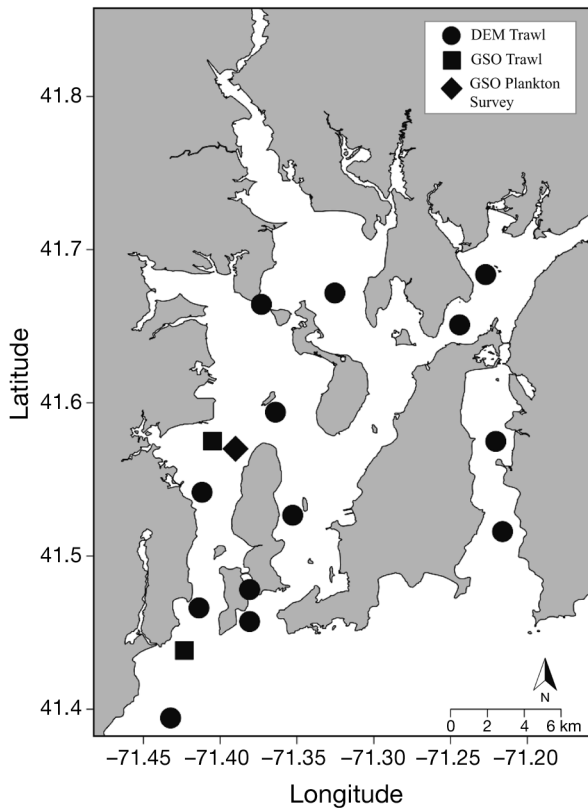 DEM Trawl
GSO Trawl
GSO Plankton
Survey
41.8
41.7
41.6
41.5
41.4
Latitude
N
0 2 4 6 km
−71.45 −71.40 −71.35 −71.30 −71.25 −71.20
Longitude